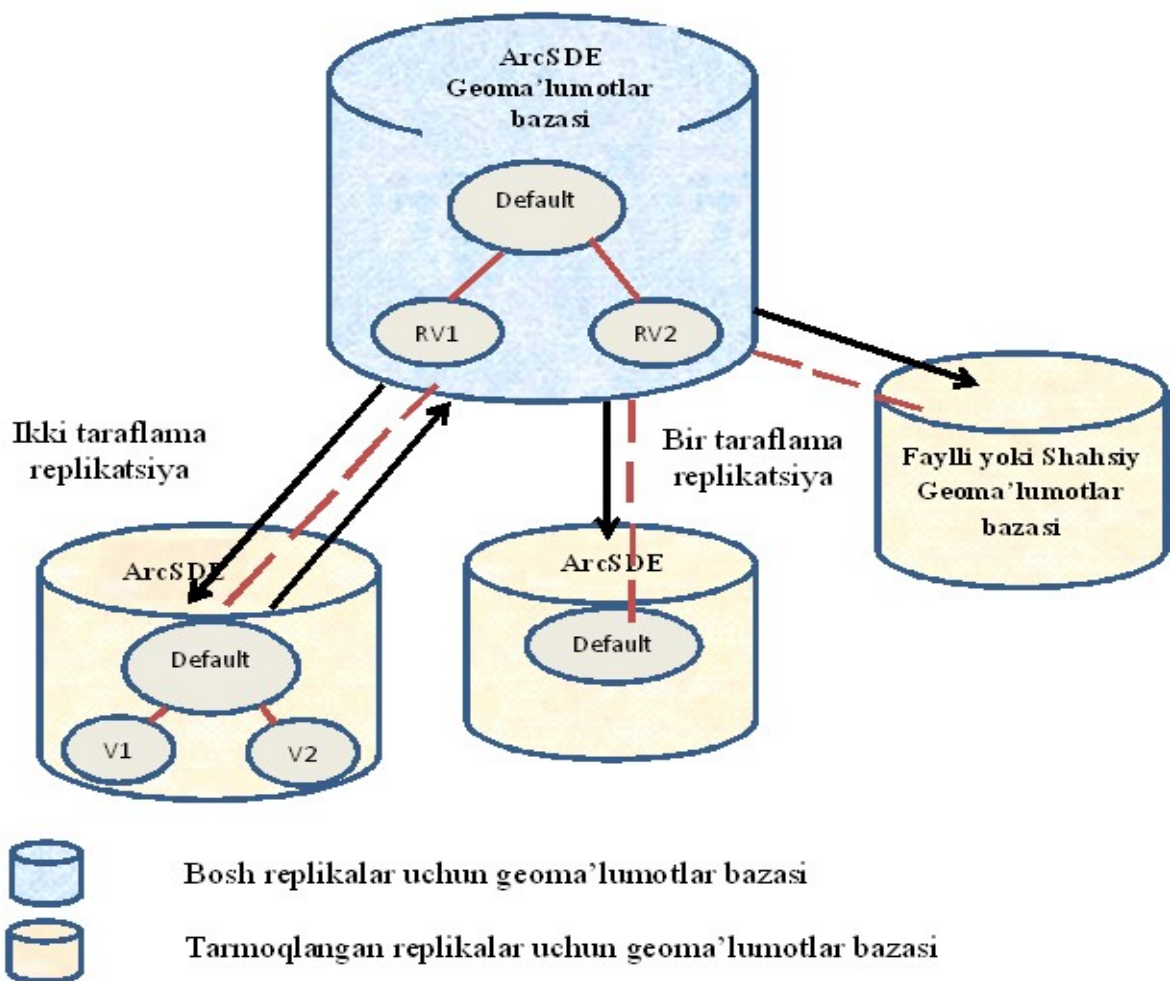 ArcSDE
Geoma’lumotlar
bazasi
Default
RV1
RV2
Ikki taraflama
replikatsiya
Bir taraflama
replikatsiya
Faylli yoki Shahsiy
Geoma’lumotlar
bazasi
ArcSDE
Default
V1
V2
ArcSDE
Default
Bosh replikalar uchun geoma’lumotlar bazasi
Tarmoqlangan replikalar uchun geoma’lumotlar bazasi